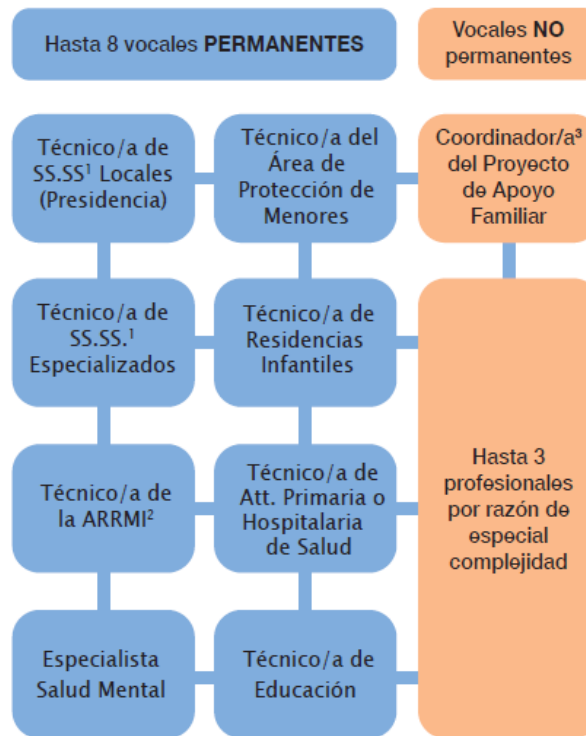 Hasta 8 vocales PERMANENTES
Vocales NO
permanentes
Técnico/a de
SS.SS¹ Locales
(Presidencia)
Técnico/a del
Área de
Protección de
Menores
Coordinador/a³
del Proyecto
de Apoyo
Familiar
Técnico/a de
SS.SS.¹
Especializados
Técnico/a de
Residencias
Infantiles
Hasta 3
profesionales
por razón de
especial
complejidad
Técnico/a de
la ARRMI²
Técnico/a de
Att. Primaria o
Hospitalaria
de Salud
Especialista
Salud Mental
Técnico/a de
Educación